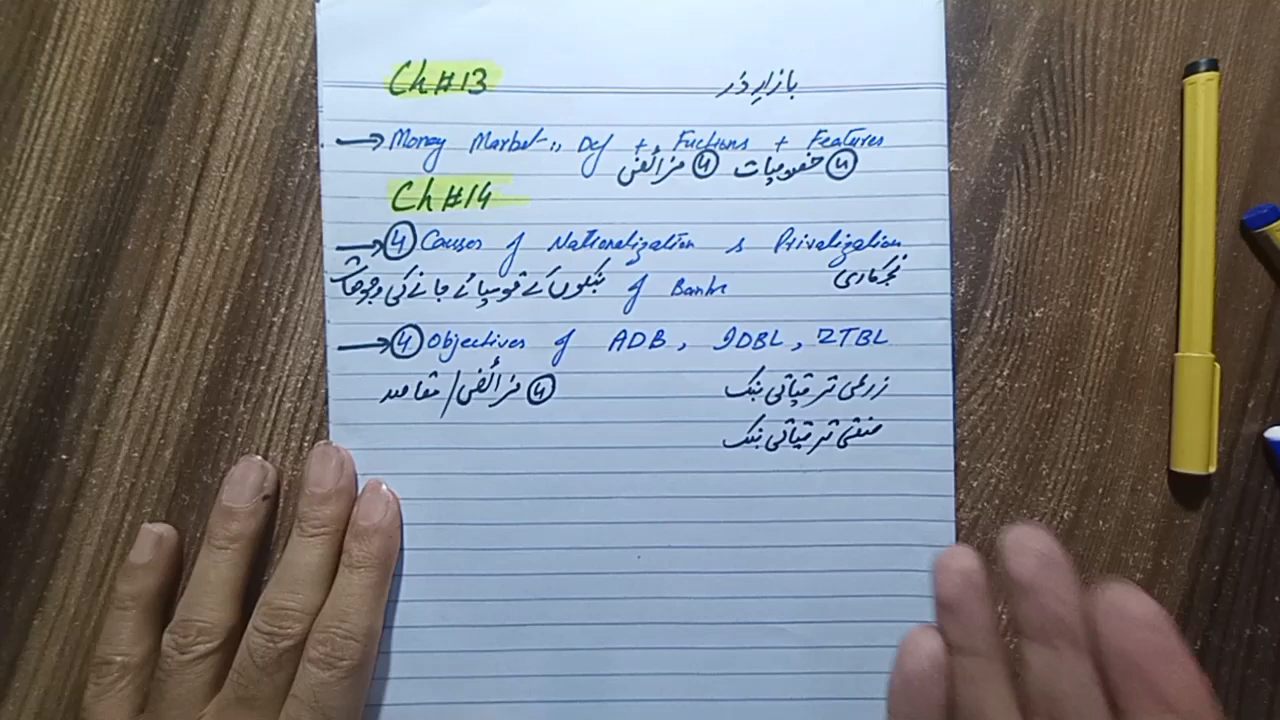 Ch#13 بازارِ زر
→ Money Market:, Def + Fuctions + Features
④ فرائض ④ خصوصیات
Ch#14
→ ④ Causes of Nationalization & Privatization
بنکوں کے قومیائے جانے کی وجوہات of Banks نجکاری
→ ④ Objectives of ADB, IDBL, ZTBL
④ فرائض / مقاصد زرعی ترقیاتی بنک
صنعتی ترقیاتی بنک